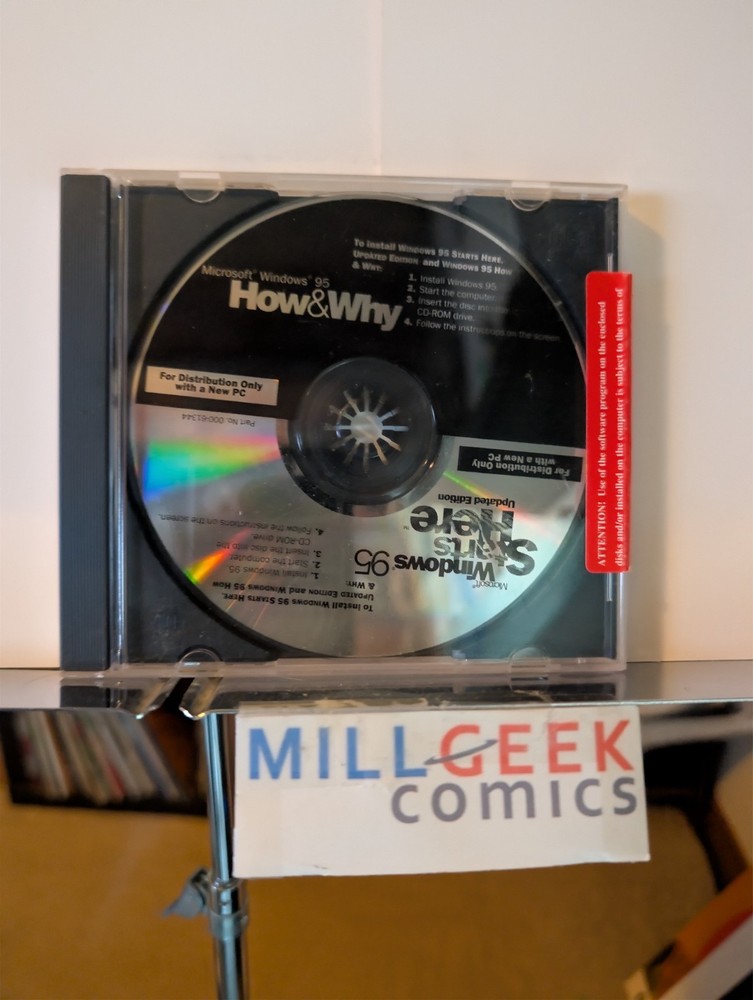 To install Windows 95 Starts Here,
Updated Edition and Windows 95 How
& Why:
1. Install Windows 95
2. Start the computer
3. Insert the disc into the
CD-ROM drive.
4. Follow the instructions on the screen
Microsoft® Windows® 95
How&Why
For Distribution Only
with a New PC
Part No. 000-81344
For Distribution Only
with a New PC
Microsoft®
Windows®95
Starts
Here™
Updated Edition
To install Windows 95 Starts Here,
Updated Edition and Windows 95 How
& Why:
1. Install Windows 95.
2. Start the computer.
3. Insert the disc into the
CD-ROM drive.
4. Follow the instructions on the screen.
ATTENTION! Use of the software program on the enclosed
disks and/or installed on the computer is subject to the terms of
MILLGEEK
comics